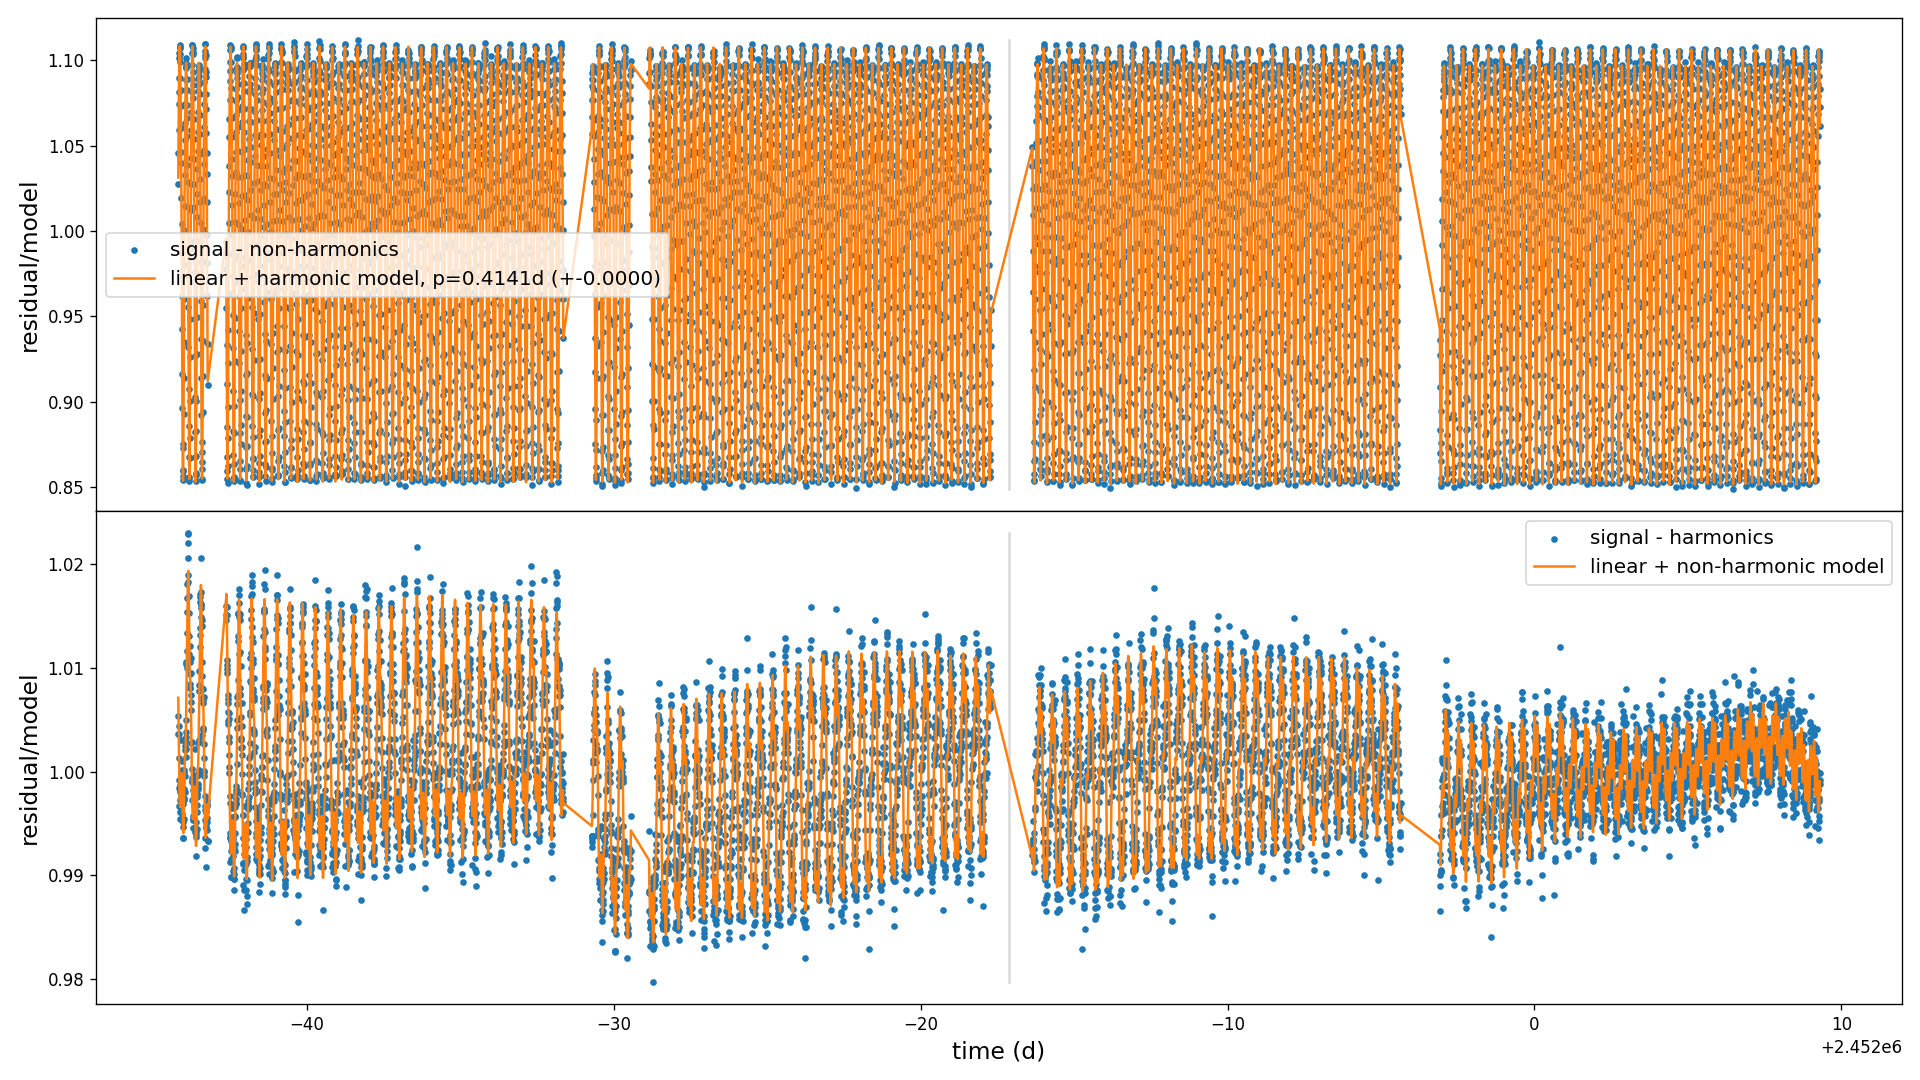 1.10
1.05
1.00
0.95
0.90
0.85
residual/model
signal - non-harmonics
linear + harmonic model, p=0.4141d (+-0.0000)
1.02
1.01
1.00
0.99
0.98
residual/model
signal - harmonics
linear + non-harmonic model
−40
−30
−20
−10
0
10
time (d)
+2.452e6